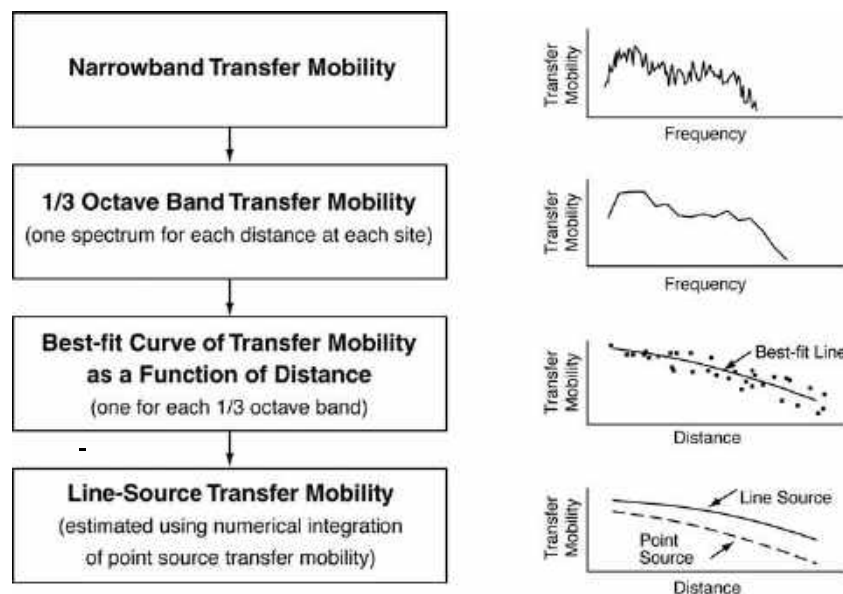 Narrowband Transfer Mobility
Transfer
Mobility
Frequency
1/3 Octave Band Transfer Mobility
(one spectrum for each distance at each site)
Transfer
Mobility
Frequency
Best-fit Curve of Transfer Mobility
as a Function of Distance
(one for each 1/3 octave band)
Transfer
Mobility
Best-fit Line
Distance
Line-Source Transfer Mobility
(estimated using numerical integration
of point source transfer mobility)
Transfer
Mobility
Line Source
Point
Source
Distance